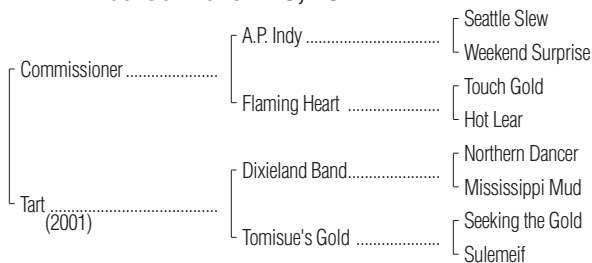 Seattle Slew
A.P. Indy
Weekend Surprise
Commissioner
Touch Gold
Flaming Heart
Hot Lear
Northern Dancer
Dixieland Band
Mississippi Mud
Tart
(2001)
Seeking the Gold
Tomisue's Gold
Sulemeif